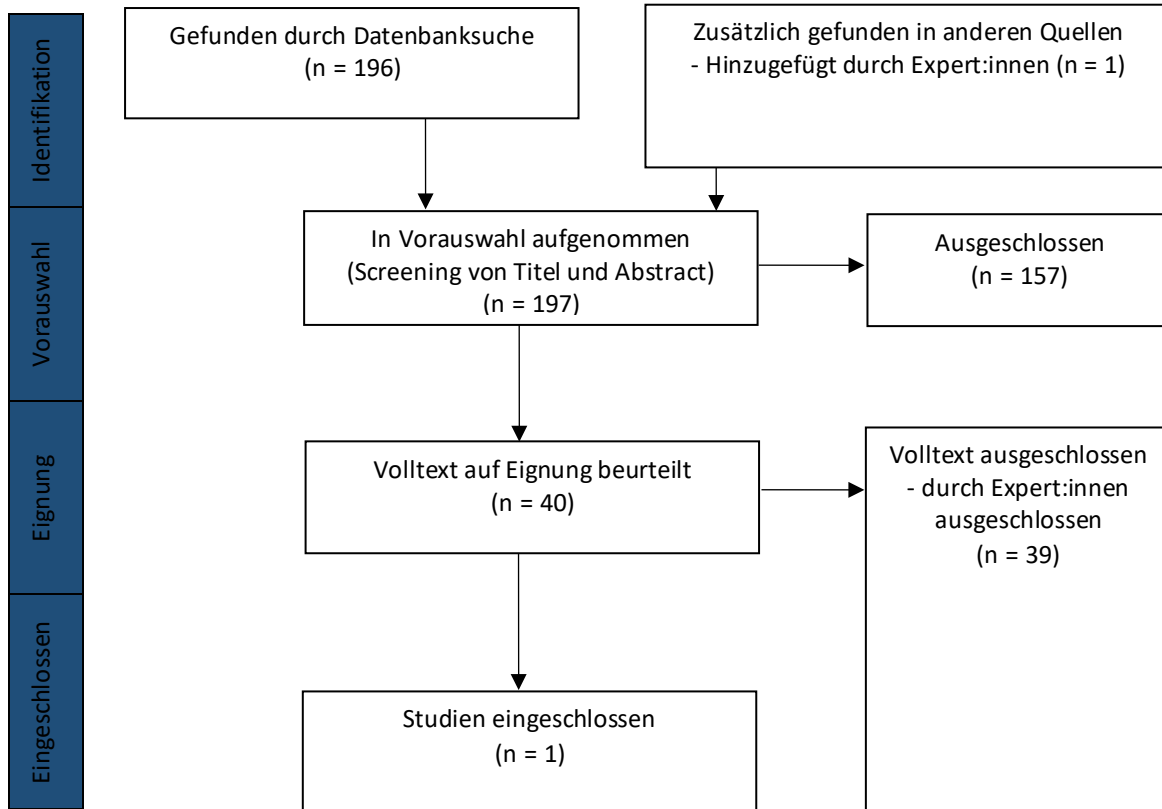 Identifikation
Gefunden durch Datenbanksuche
(n = 196)
Zusätzlich gefunden in anderen Quellen
- Hinzugefügt durch Expert:innen (n = 1)
Vorauswahl
In Vorauswahl aufgenommen
(Screening von Titel und Abstract)
(n = 197)
Ausgeschlossen
(n = 157)
Eignung
Volltext auf Eignung beurteilt
(n = 40)
Volltext ausgeschlossen
- durch Expert:innen
ausgeschlossen
(n = 39)
Eingeschlossen
Studien eingeschlossen
(n = 1)